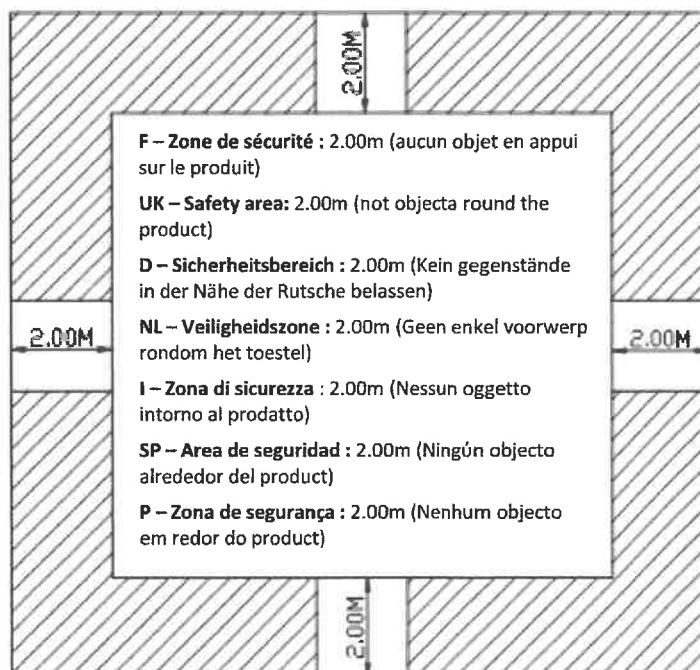 2.00M
F – Zone de sécurité : 2.00m (aucun objet en appui
sur le produit)
UK – Safety area: 2.00m (not objecta round the
product)
D – Sicherheitsbereich : 2.00m (Kein gegenstände
in der Nähe der Rutsche belassen)
2.00M
NL – Veiligheidszone : 2.00m (Geen enkel voorwerp
rondom het toestel)
2.00M
I – Zona di sicurezza : 2.00m (Nessun oggetto
intorno al prodatto)
SP – Area de seguridad : 2.00m (Ningún objecto
alrededor del product)
P – Zona de segurança : 2.00m (Nenhum objecto
em redor do product)
2.00M